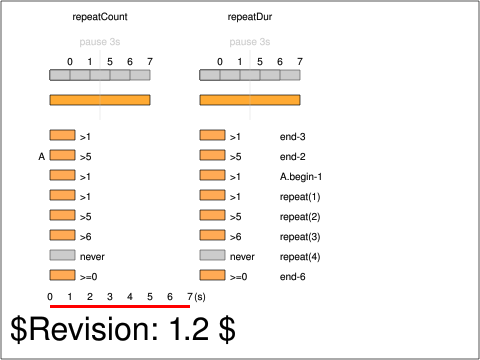 repeatCount repeatDur
pause 3s pause 3s
0 1 5 6 7 0 1 5 6 7
>1 >1 end-3
A >5 >5 end-2
>1 >1 A.begin-1
>1 >1 repeat(1)
>5 >5 repeat(2)
>6 >6 repeat(3)
never never repeat(4)
>=0 >=0 end-6
0 1 2 3 4 5 6 7 (s)
$Revision: 1.2 $